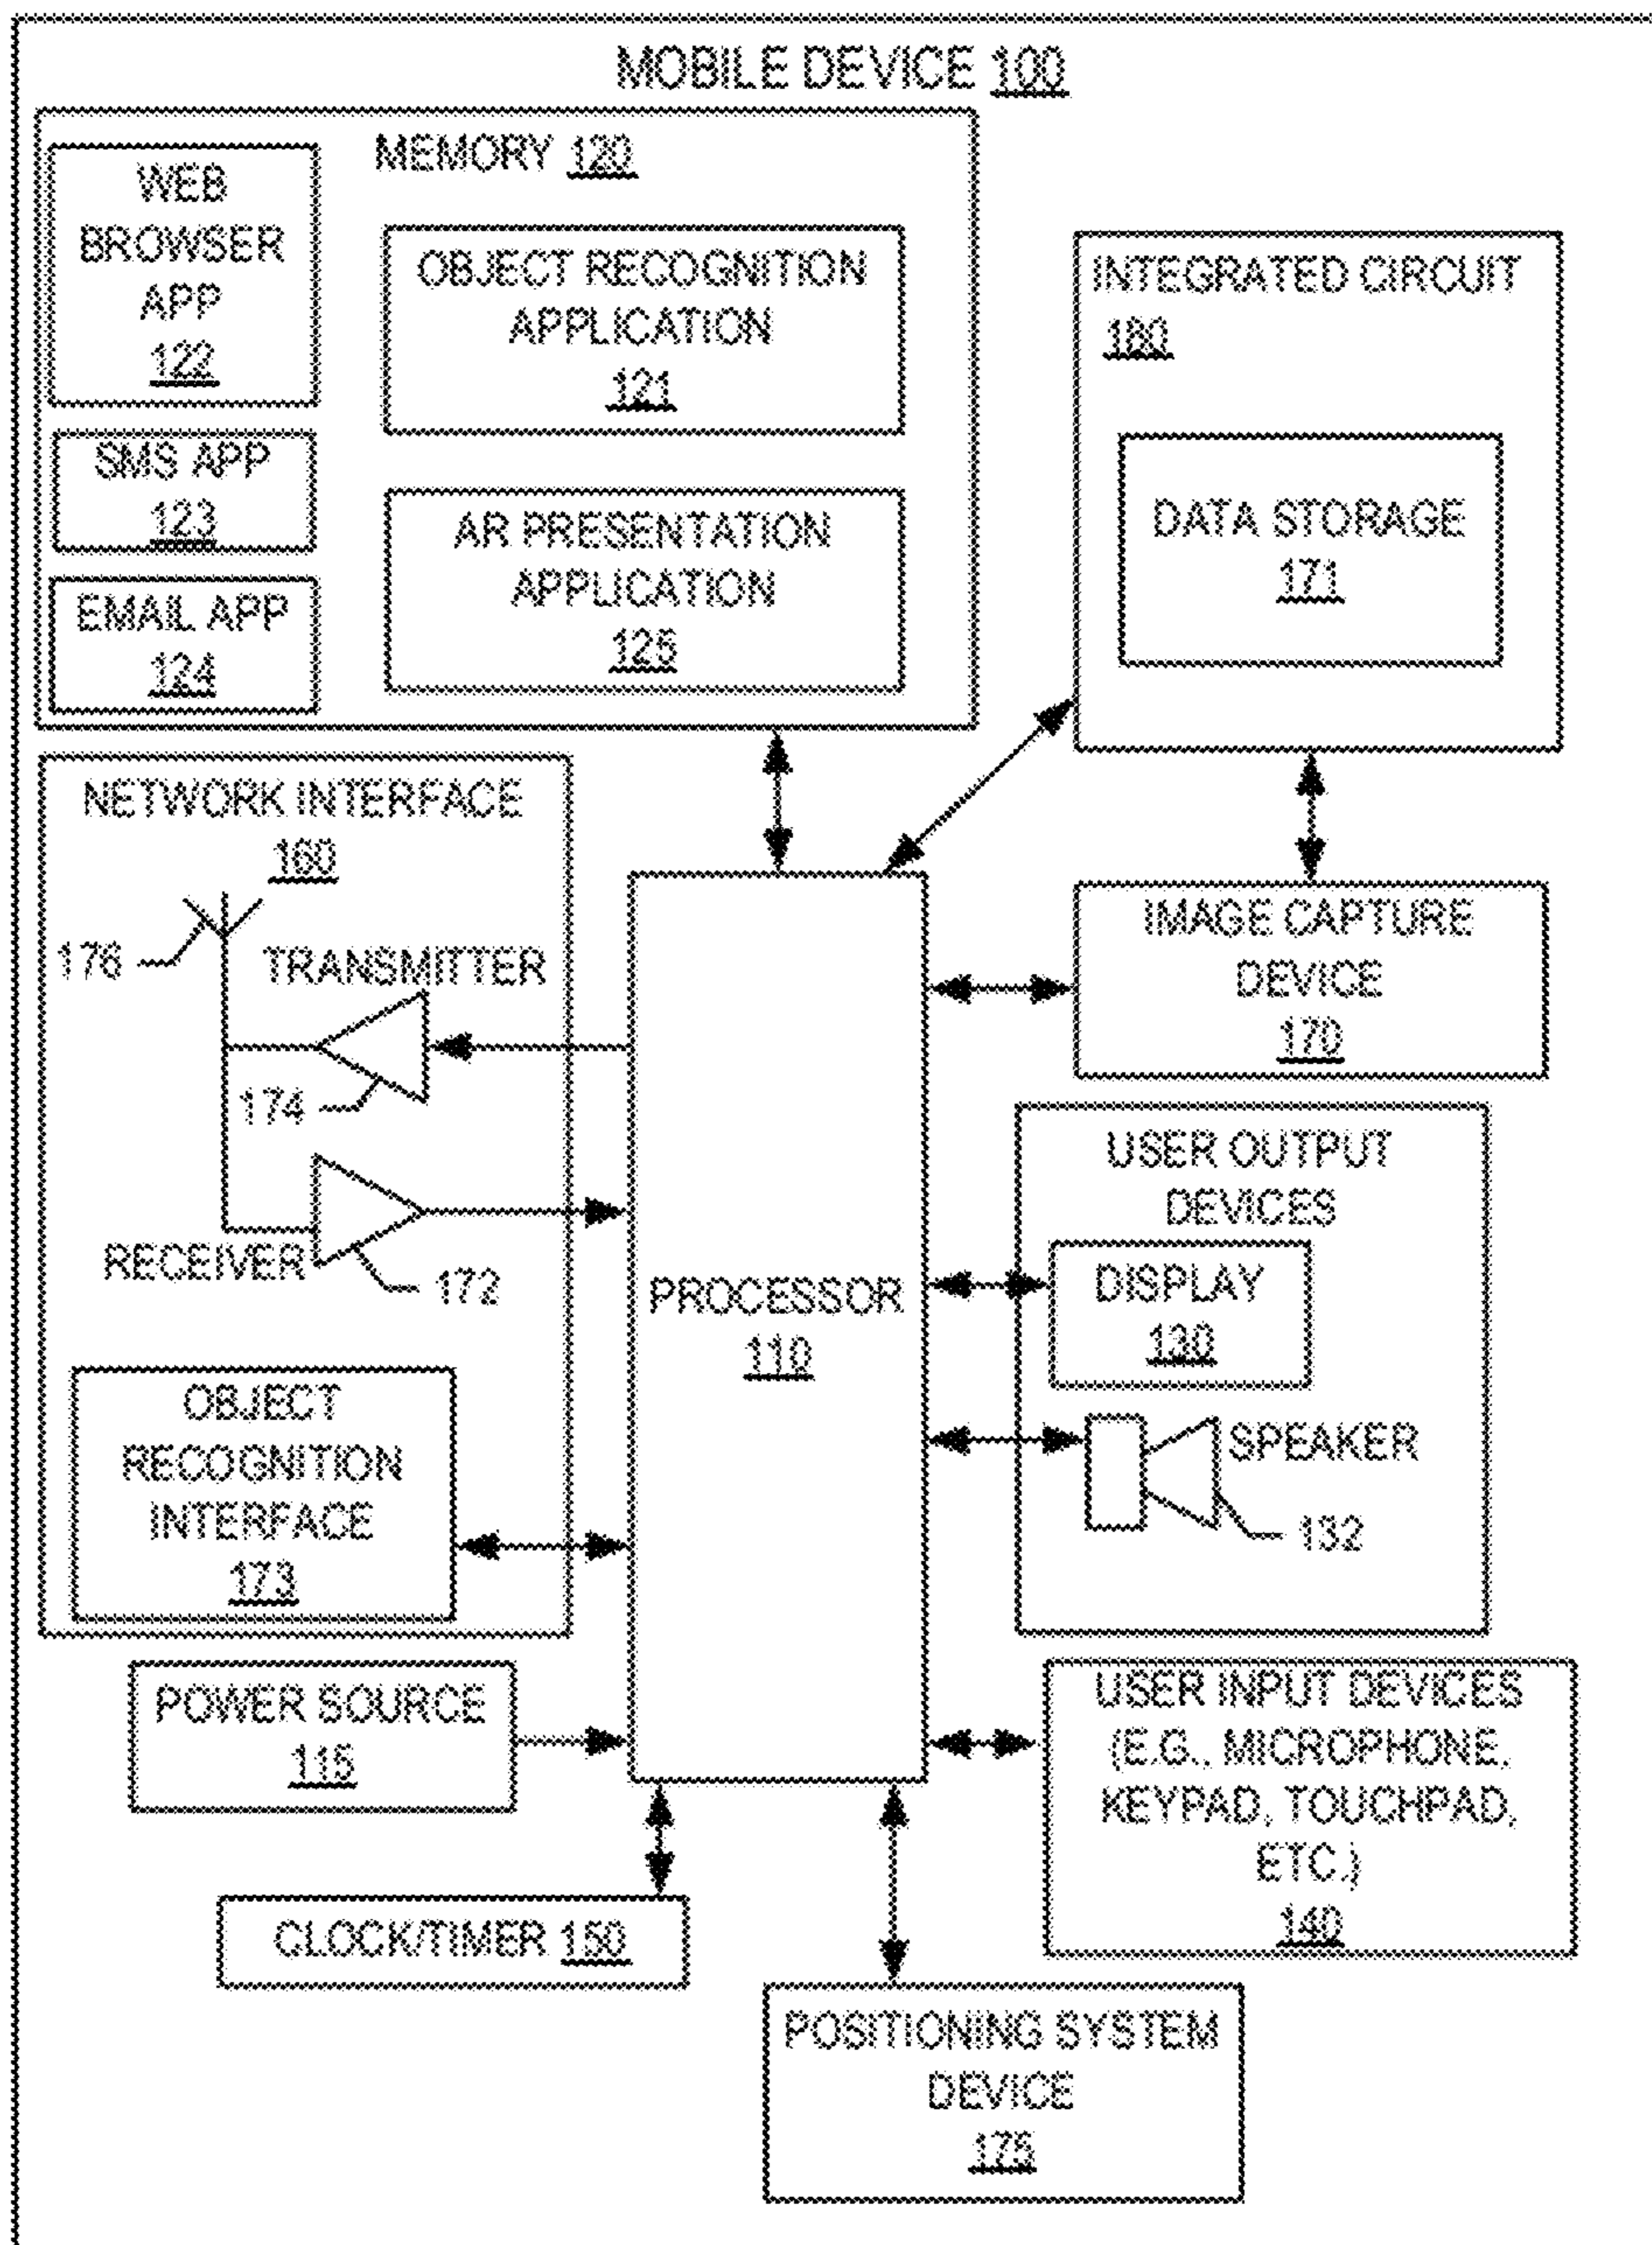 MOBILE DEVICE 100
MEMORY 120
WEB
BROWSER
APP
122
OBJECT RECOGNITION
APPLICATION
121
SMS APP
123
AR PRESENTATION
APPLICATION
125
EMAIL APP
124
INTEGRATED CIRCUIT
180
DATA STORAGE
171
NETWORK INTERFACE
160
176
TRANSMITTER
174
RECEIVER
172
OBJECT
RECOGNITION
INTERFACE
173
PROCESSOR
110
IMAGE CAPTURE
DEVICE
170
USER OUTPUT
DEVICES
DISPLAY
130
SPEAKER
132
POWER SOURCE
115
USER INPUT DEVICES
(E.G., MICROPHONE,
KEYPAD, TOUCHPAD,
ETC.)
140
CLOCK/TIMER 150
POSITIONING SYSTEM
DEVICE
175